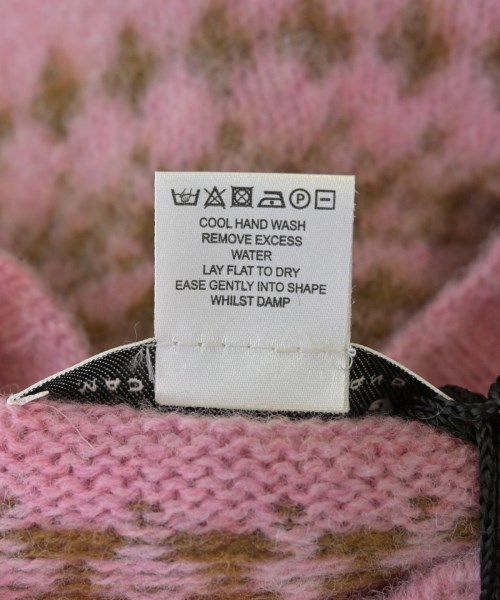 P
COOL HAND WASH
REMOVE EXCESS
WATER
LAY FLAT TO DRY
EASE GENTLY INTO SHAPE
WHILST DAMP